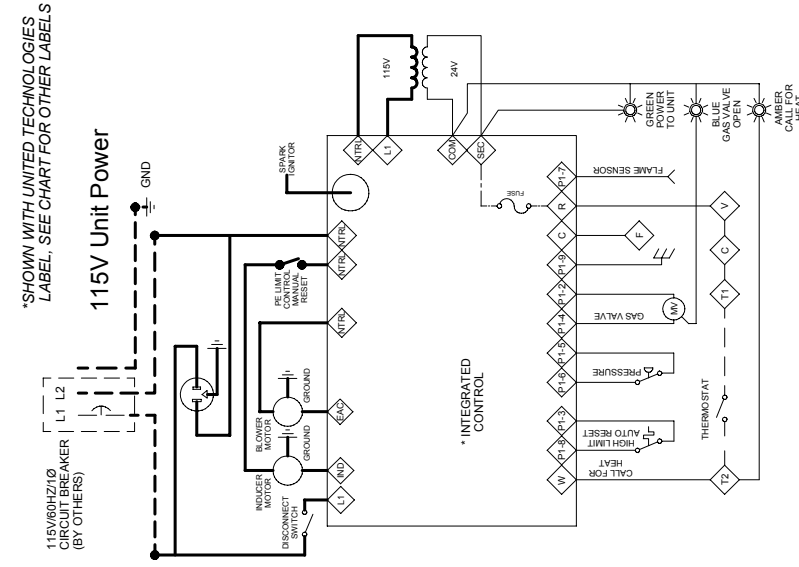 *SHOWN WITH UNITED TECHNOLOGIES
LABEL, SEE CHART FOR OTHER LABELS
115V Unit Power
115V/60HZ/1Ø
CIRCUIT BREAKER
(BY OTHERS)
L1 L2
GND
DISCONNECT
SWITCH
INDUCER
MOTOR
GROUND
BLOWER
MOTOR
GROUND
PE LIMIT
CONTROL
MANUAL
RESET
SPARK
IGNITOR
115V
24V
L1
IND
EAC
NTRL
NTRL
NTRL
NTRL
L1
COM
SEC
* INTEGRATED
CONTROL
FUSE
W
P1-8
P1-3
P1-6
P1-5
P1-4
P1-2
P1-9
C
R
P1-7
CALL FOR
HEAT
HIGH LIMIT
AUTO RESET
PRESSURE
GAS VALVE
MV
F
FLAME SENSOR
THERMOSTAT
T2
T1
C
V
GREEN
POWER
TO UNIT
BLUE
GAS VALVE
OPEN
AMBER
CALL FOR
HEAT